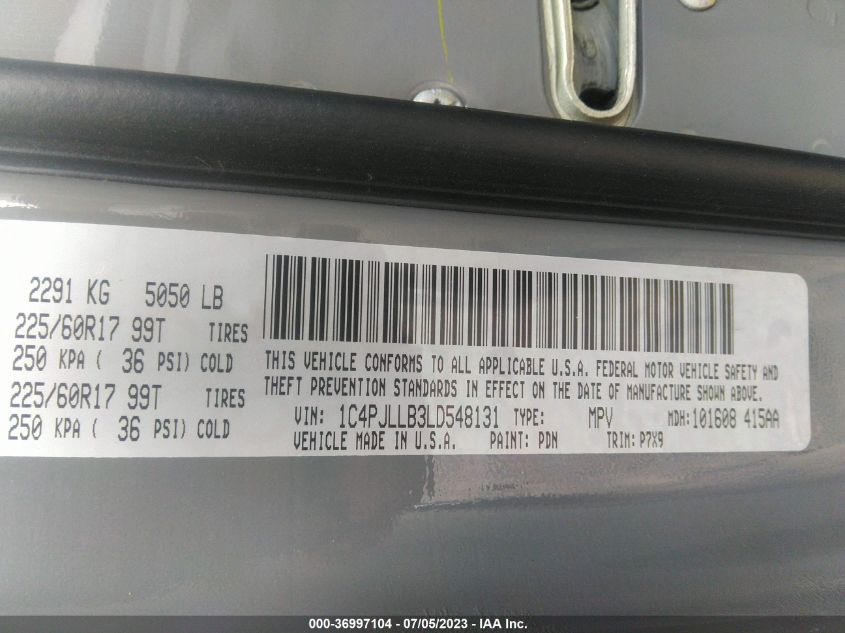 2291 KG 5050 LB
225/60R17 99T TIRES
250 KPA ( 36 PSI) COLD
225/60R17 99T TIRES
250 KPA ( 36 PSI) COLD
THIS VEHICLE CONFORMS TO ALL APPLICABLE U.S.A. FEDERAL MOTOR VEHICLE SAFETY AND
THEFT PREVENTION STANDARDS IN EFFECT ON THE DATE OF MANUFACTURE SHOWN ABOVE.
VIN: 1C4PJLLB3LD548131 TYPE: MPV MDH:101608 415AA
VEHICLE MADE IN U.S.A. PAINT: PDN TRIM: P7X9
000-36997104 - 07/05/2023 - IAA Inc.